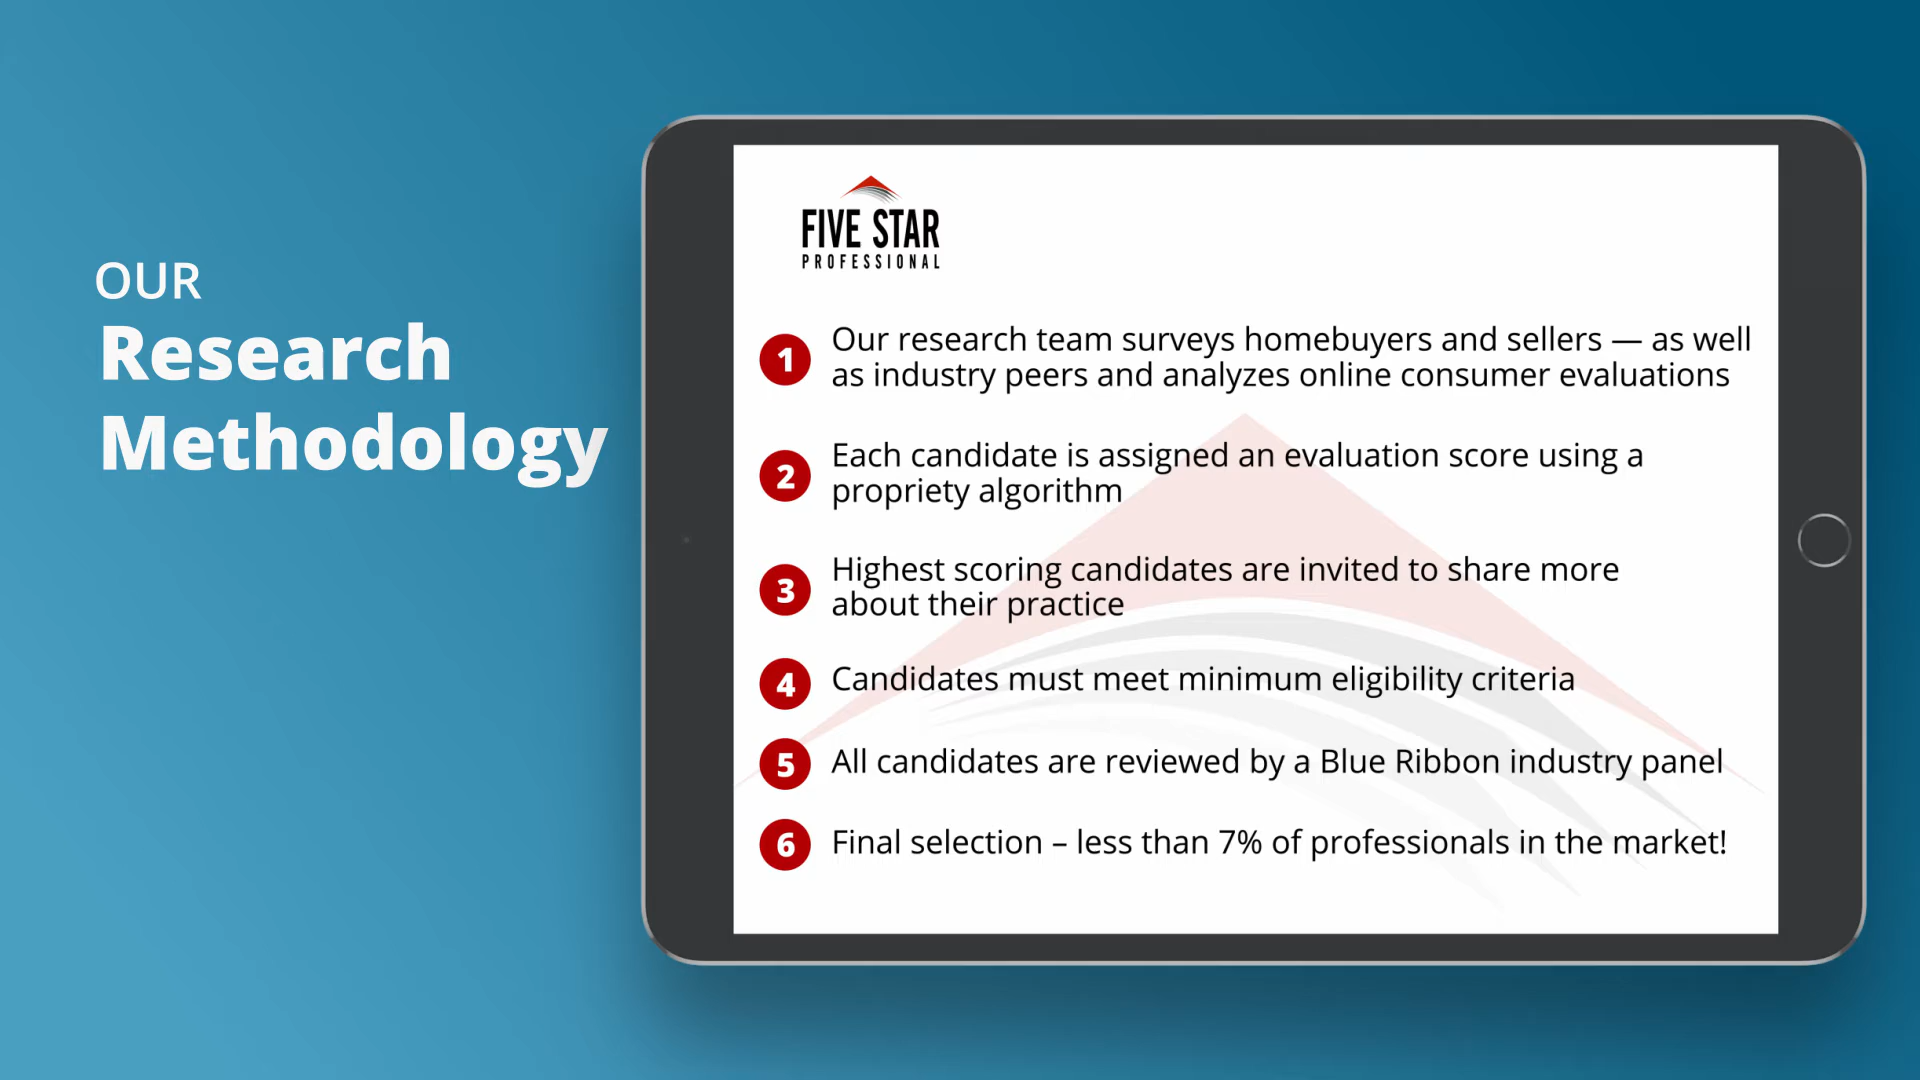 OUR
Research
Methodology
FIVE STAR
PROFESSIONAL
1 Our research team surveys homebuyers and sellers — as well
as industry peers and analyzes online consumer evaluations
2 Each candidate is assigned an evaluation score using a
propriety algorithm
3 Highest scoring candidates are invited to share more
about their practice
4 Candidates must meet minimum eligibility criteria
5 All candidates are reviewed by a Blue Ribbon industry panel
6 Final selection – less than 7% of professionals in the market!